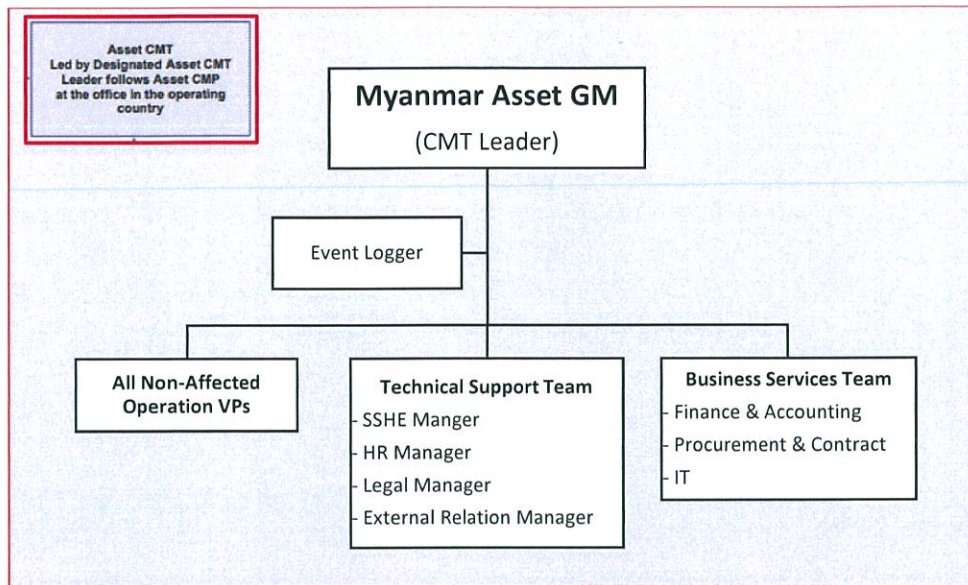 Asset CMT
Led by Designated Asset CMT
Leader follows Asset CMP
at the office in the operating
country
Myanmar Asset GM
(CMT Leader)
Event Logger
All Non-Affected
Operation VPs
Technical Support Team
- SSHE Manger
- HR Manager
- Legal Manager
- External Relation Manager
Business Services Team
- Finance & Accounting
- Procurement & Contract
- IT